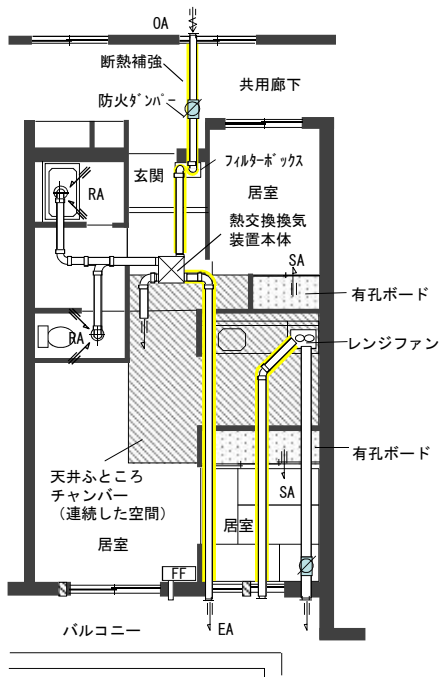 OA
断熱補強
防火ダンパー
共用廊下
玄関
フィルターボックス
居室
RA
熱交換換気
装置本体
SA
有孔ボード
RA
レンジファン
有孔ボード
天井ふところ
チャンバー
（連続した空間）
SA
居室
居室
FF
バルコニー
EA